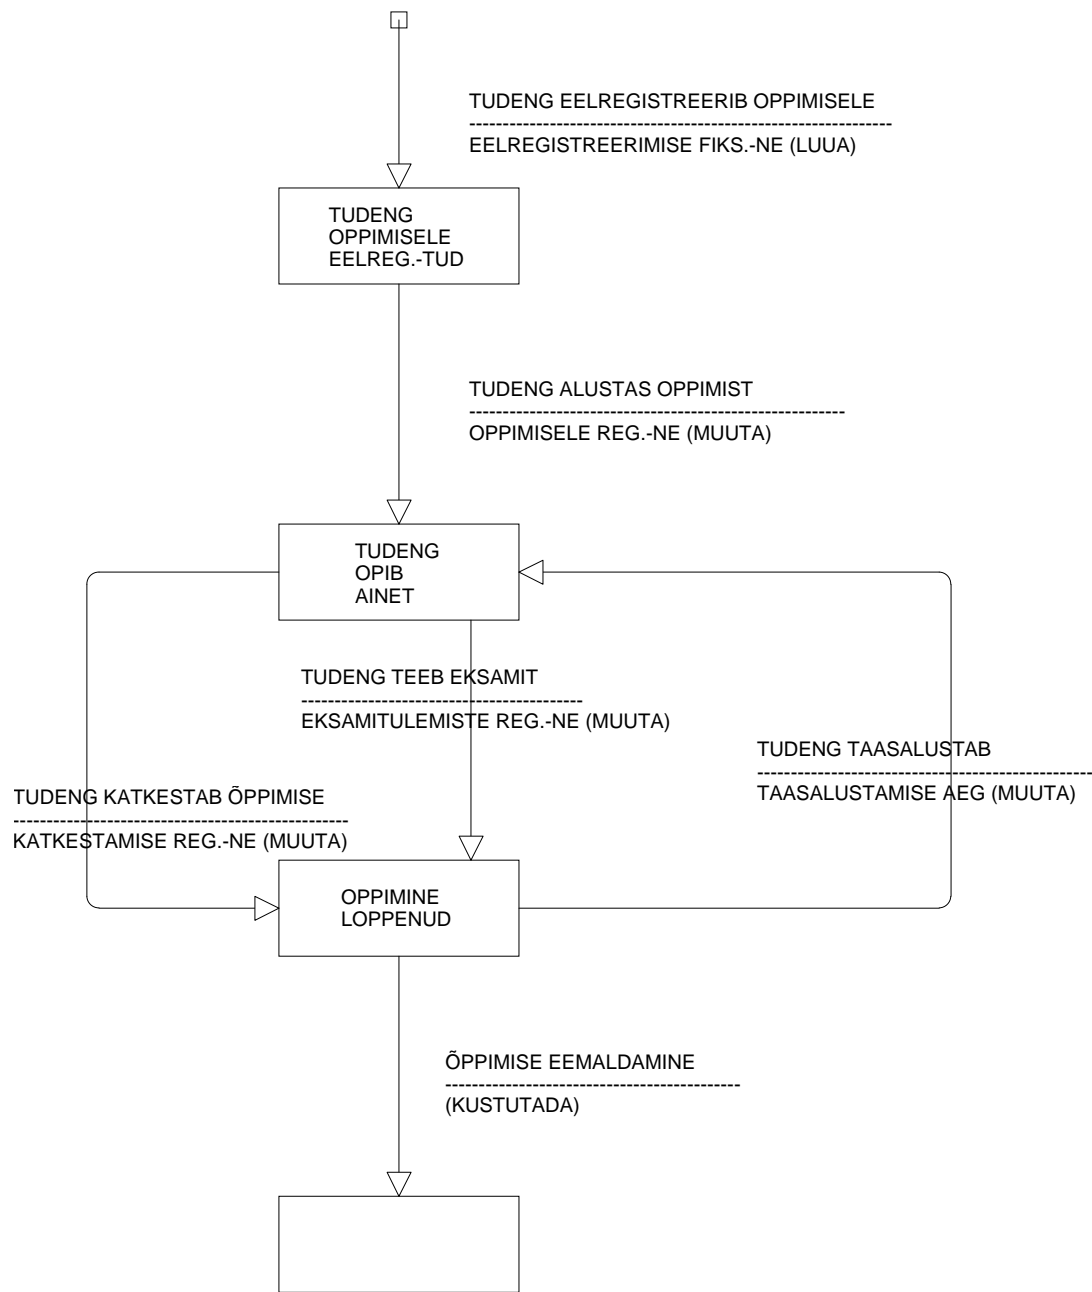 TUDENG EELREGISTREERIB OPPIMISELE
---------------------------------------------------------------
EELREGISTREERIMISE FIKS.-NE (LUUA)
TUDENG
OPPIMISELE
EELREG.-TUD
TUDENG ALUSTAS OPPIMIST
--------------------------------------------------------
OPPIMISELE REG.-NE (MUUTA)
TUDENG
OPIB
AINET
TUDENG TEEB EKSAMIT
------------------------------------------
EKSAMITULEMISTE REG.-NE (MUUTA)
TUDENG TAASALUSTAB
--------------------------------------------------
TAASALUSTAMISE AEG (MUUTA)
TUDENG KATKESTAB ÕPPIMISE
--------------------------------------------------
KATKESTAMISE REG.-NE (MUUTA)
OPPIMINE
LOPPENUD
ÕPPIMISE EEMALDAMINE
--------------------------------------------
(KUSTUTADA)